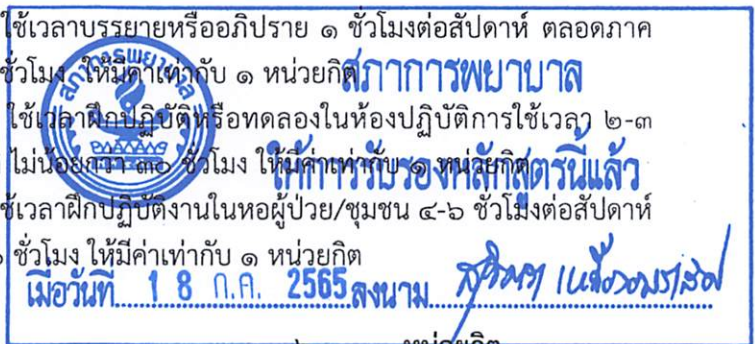 ใช้เวลาบรรยายหรืออภิปราย ๑ ชั่วโมงต่อสัปดาห์ ตลอดภาค
ชั่วโมง ให้มีค่าเท่ากับ ๑ หน่วยกิต
สภาการพยาบาล
ใช้เวลาฝึกปฏิบัติหรือทดลองในห้องปฏิบัติการใช้เวลา ๒-๓
ไม่น้อยกว่า ๓๐ ชั่วโมง ให้มีค่าเท่ากับ ๑ หน่วยกิต
ให้การรับรองหลักสูตรนี้แล้ว
ใช้เวลาฝึกปฏิบัติงานในหอผู้ป่วย/ชุมชน ๔-๖ ชั่วโมงต่อสัปดาห์
ชั่วโมง ให้มีค่าเท่ากับ ๑ หน่วยกิต
เมื่อวันที่ 18 ก.ค. 2565 ลงนาม
หน่วยกิต